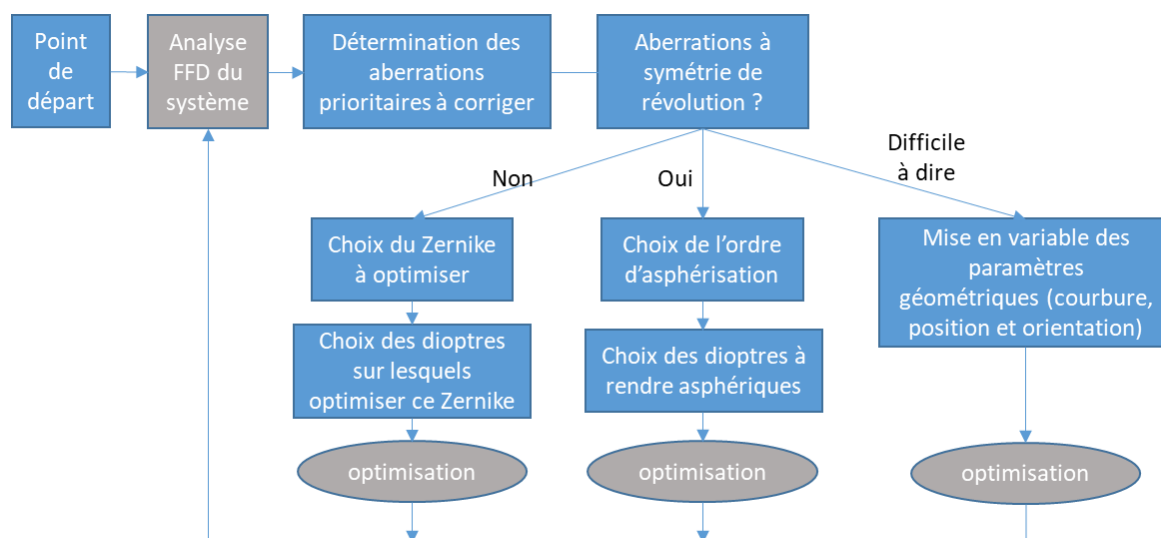 Point
de
départ
Analyse
FFD du
système
Détermination des
aberrations
prioritaires à corriger
Aberrations à
symétrie de
révolution ?
Non
Oui
Difficile
à dire
Choix du Zernike
à optimiser
Choix de l’ordre
d’asphérisation
Mise en variable des
paramètres
géométriques (courbure,
position et orientation)
Choix des dioptres
sur lesquels
optimiser ce Zernike
Choix des dioptres à
rendre asphériques
optimisation
optimisation
optimisation